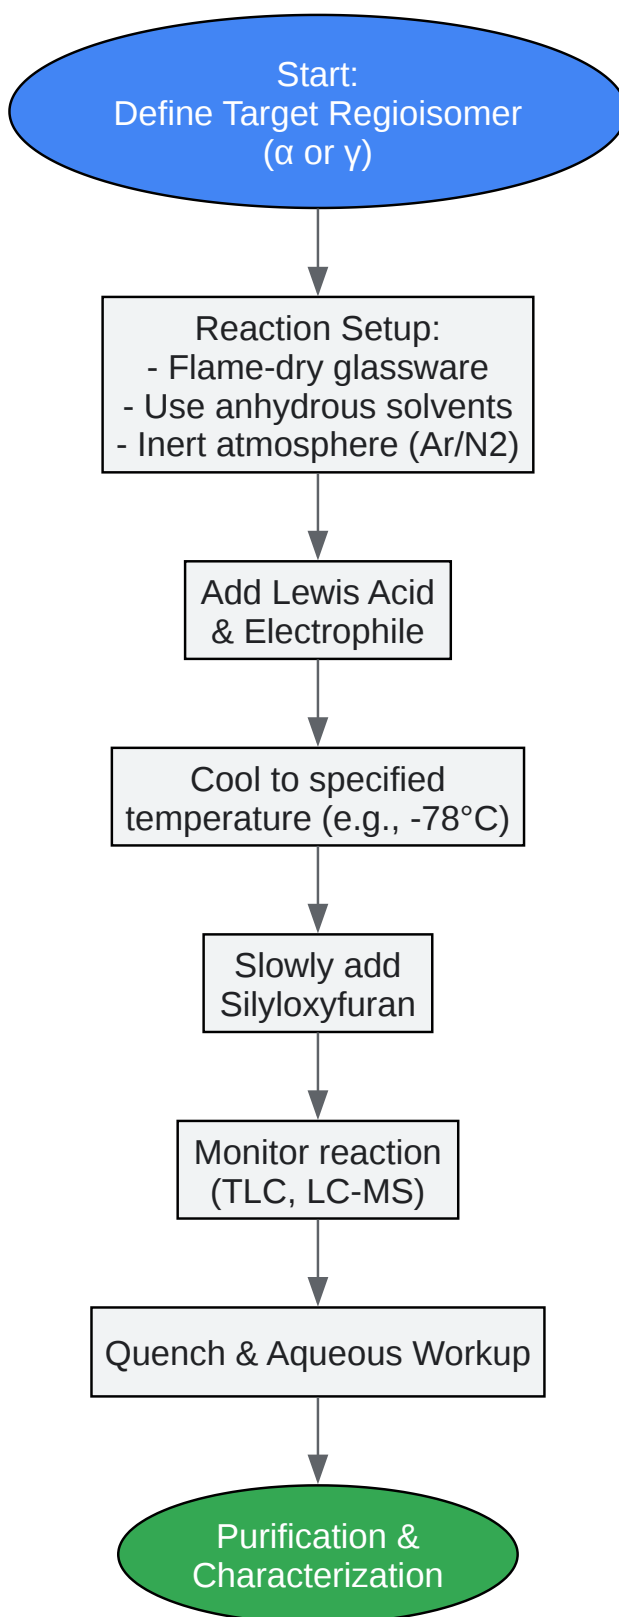 Start:
Define Target Regioisomer
(α or γ)
Reaction Setup:
- Flame-dry glassware
- Use anhydrous solvents
- Inert atmosphere (Ar/N2)
Add Lewis Acid
& Electrophile
Cool to specified
temperature (e.g., -78°C)
Slowly add
Silyloxyfuran
Monitor reaction
(TLC, LC-MS)
Quench & Aqueous Workup
Purification &
Characterization